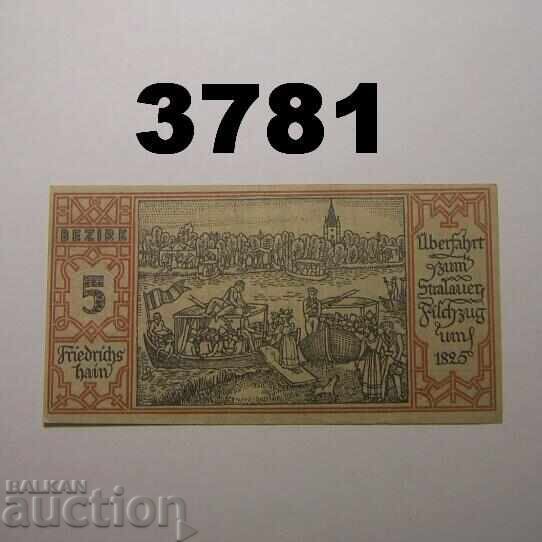 3781
BEZIRK
5
Friedrichs
hain
Überfahrt
zum
Stralauer
Fischzug
um
1825
BALKAN
auction